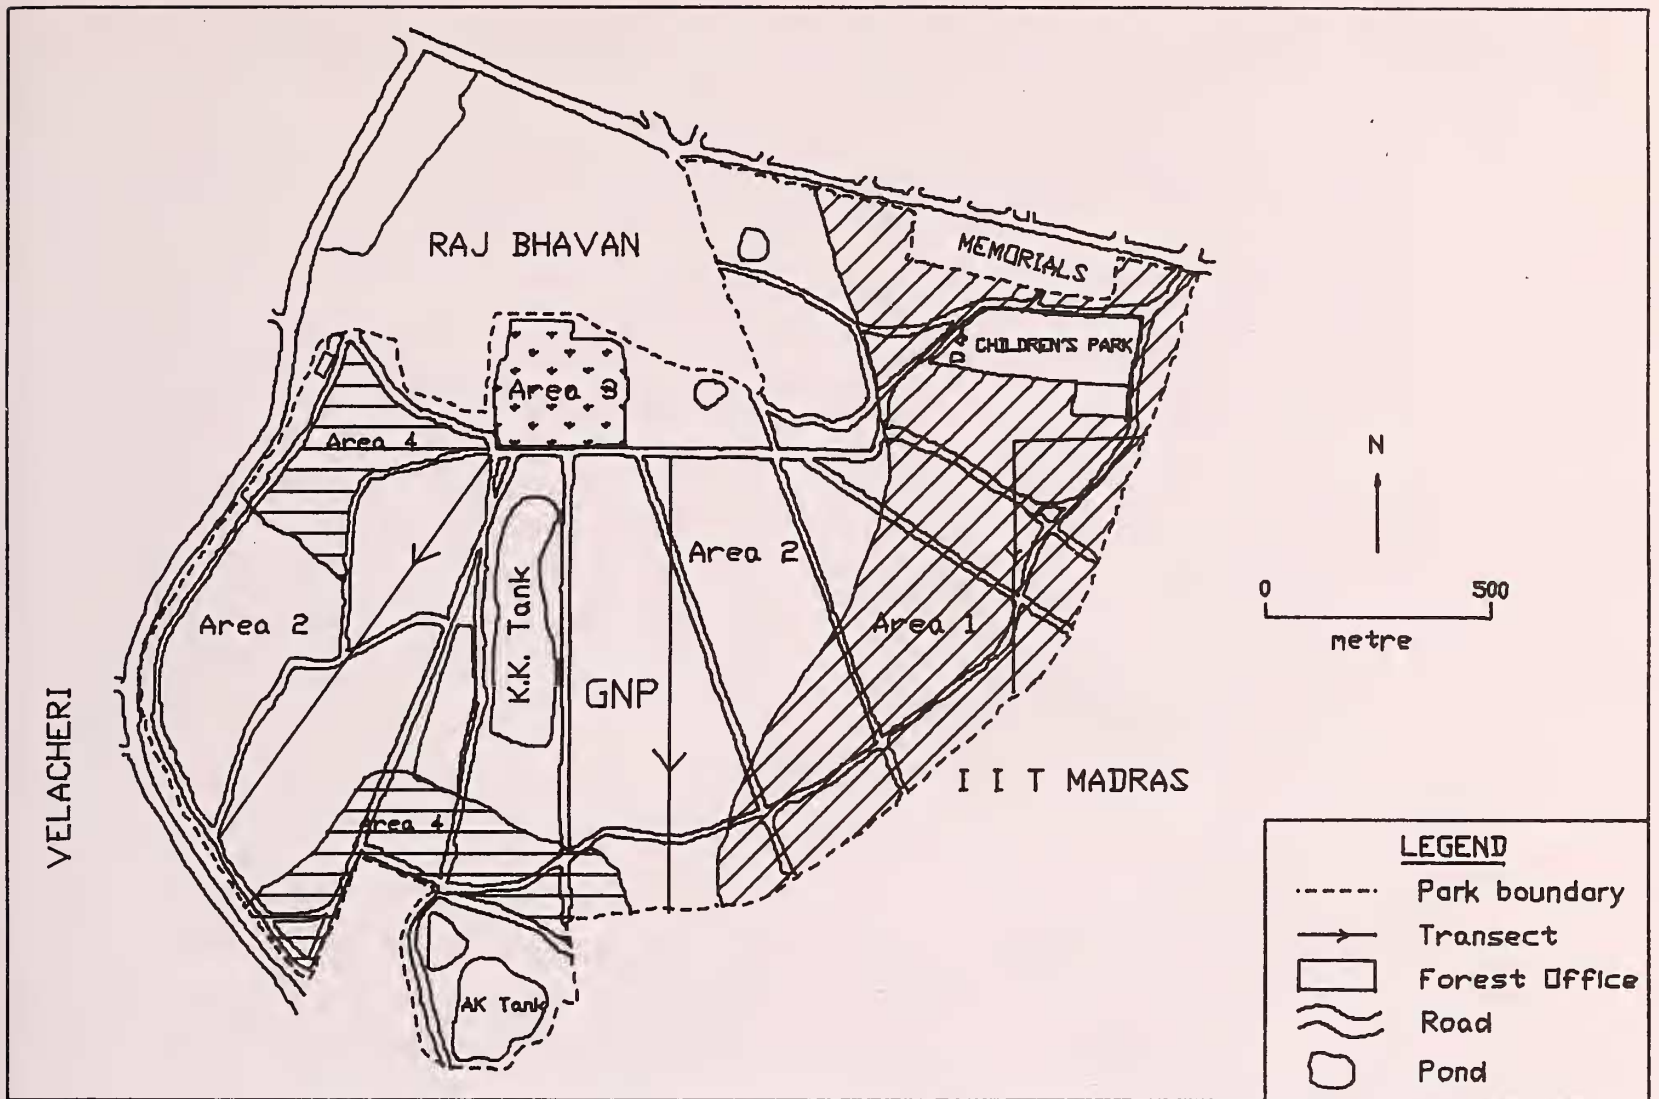 RAJ BHAVAN
MEMORIALS
CHILDREN'S PARK
Area 3
Area 4
N
Area 2
0 500
metre
Area 2
K.K. Tank
Area 1
GNP
VELACHERI
I I T MADRAS
Area 4
AK Tank
LEGEND
Park boundary
Transect
Forest Office
Road
Pond